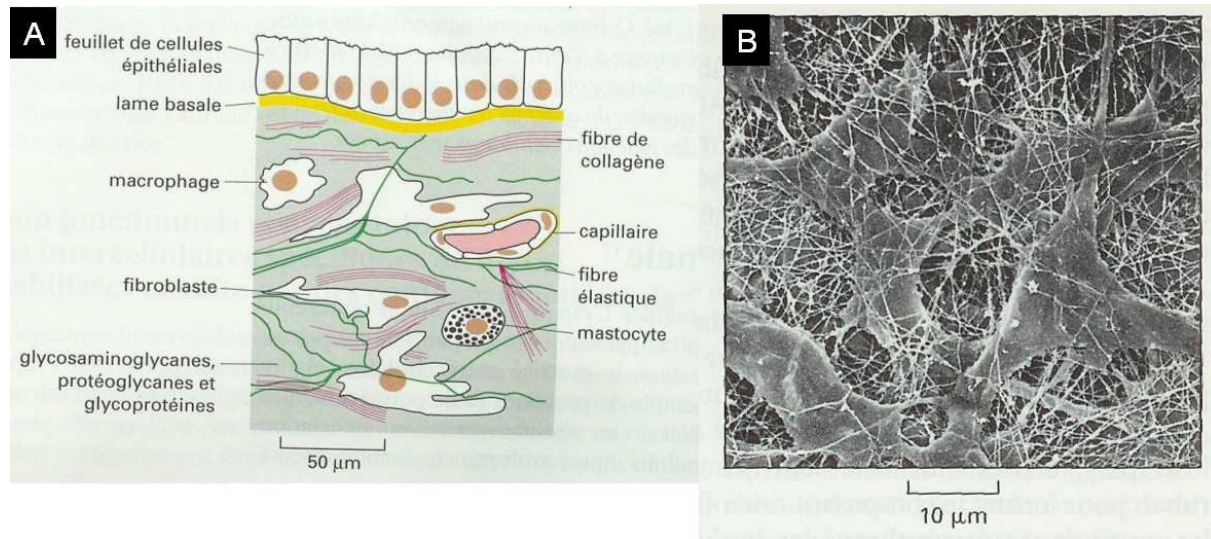 A
feuillet de cellules
épithéliales
lame basale
macrophage
fibroblaste
glycosaminoglycanes
protéoglycanes et
glycoprotéines
fibre de
collagène
capillaire
fibre
élastique
mastocyte
50 µm
B
10 µm